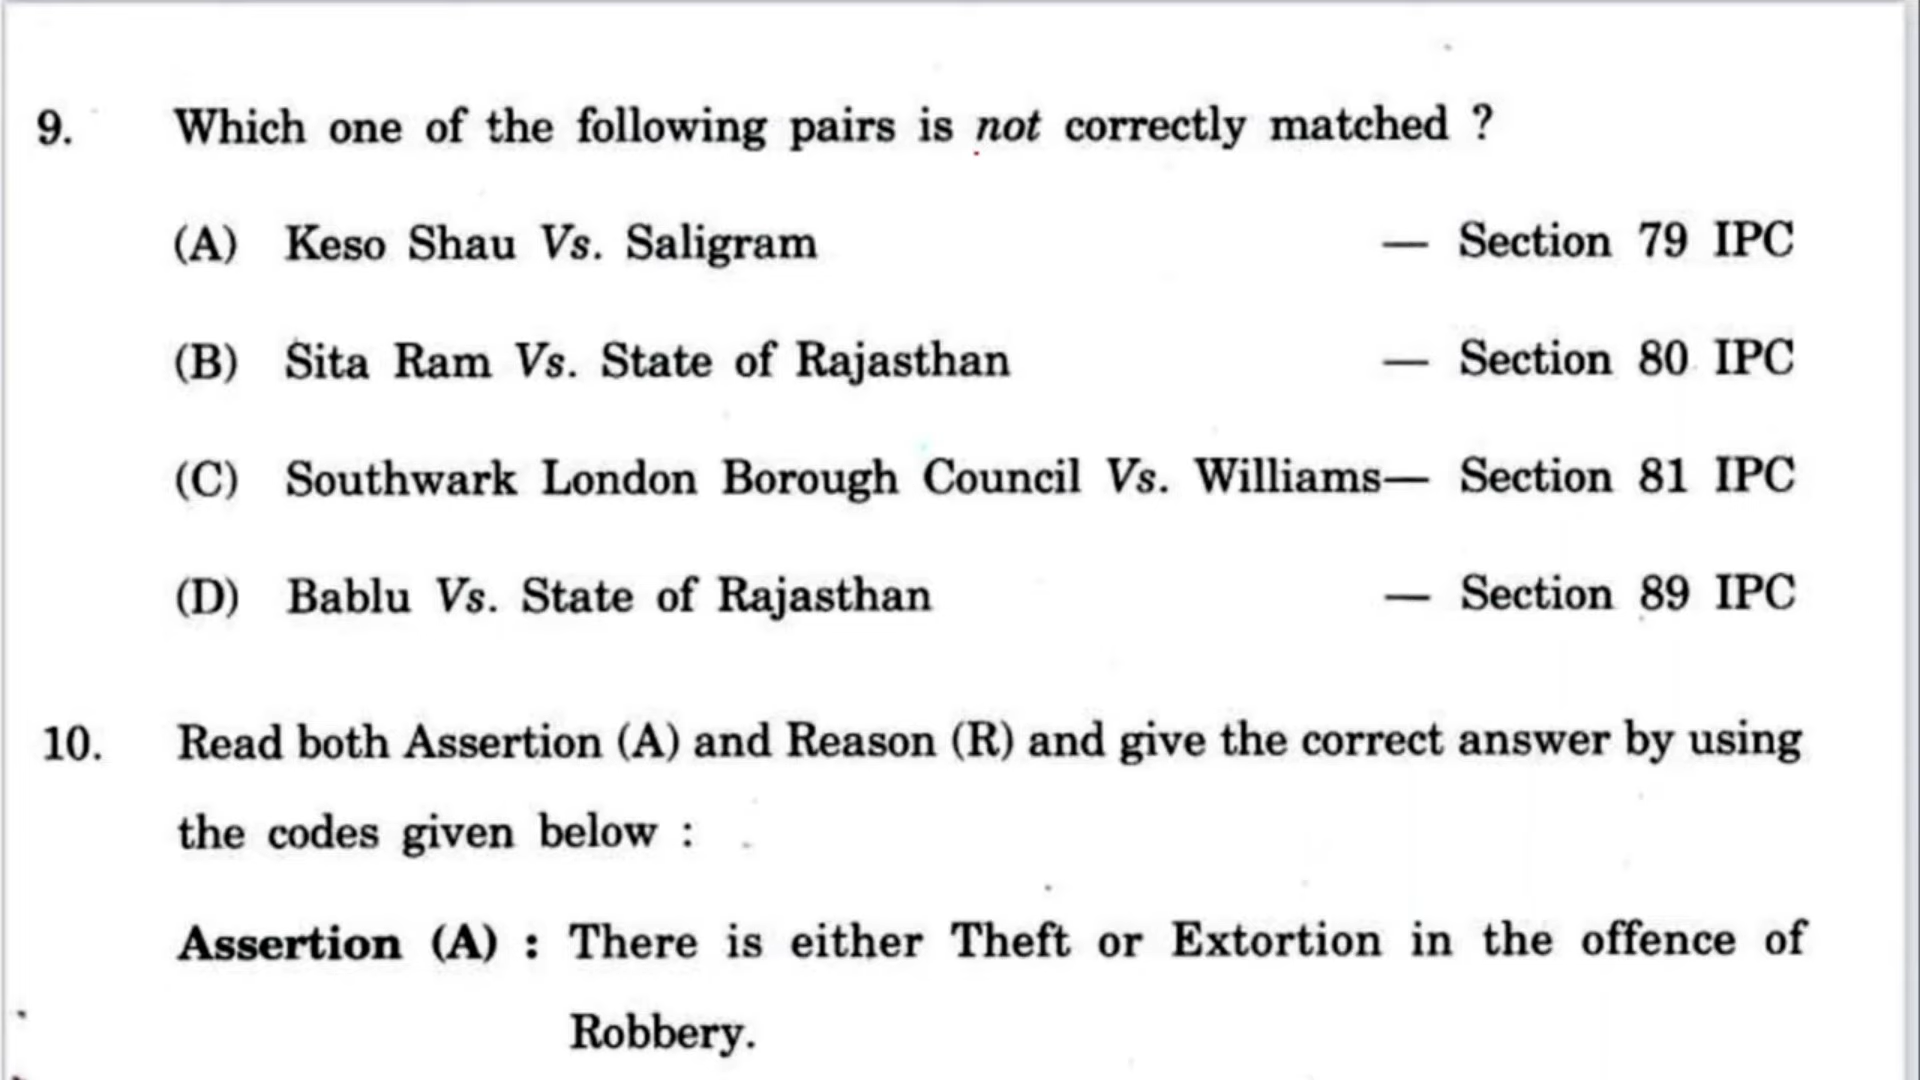 9. Which one of the following pairs is not correctly matched ?
(A) Keso Shau Vs. Saligram — Section 79 IPC
(B) Sita Ram Vs. State of Rajasthan — Section 80 IPC
(C) Southwark London Borough Council Vs. Williams— Section 81 IPC
(D) Bablu Vs. State of Rajasthan — Section 89 IPC
10. Read both Assertion (A) and Reason (R) and give the correct answer by using
the codes given below :
Assertion (A) : There is either Theft or Extortion in the offence of
Robbery.